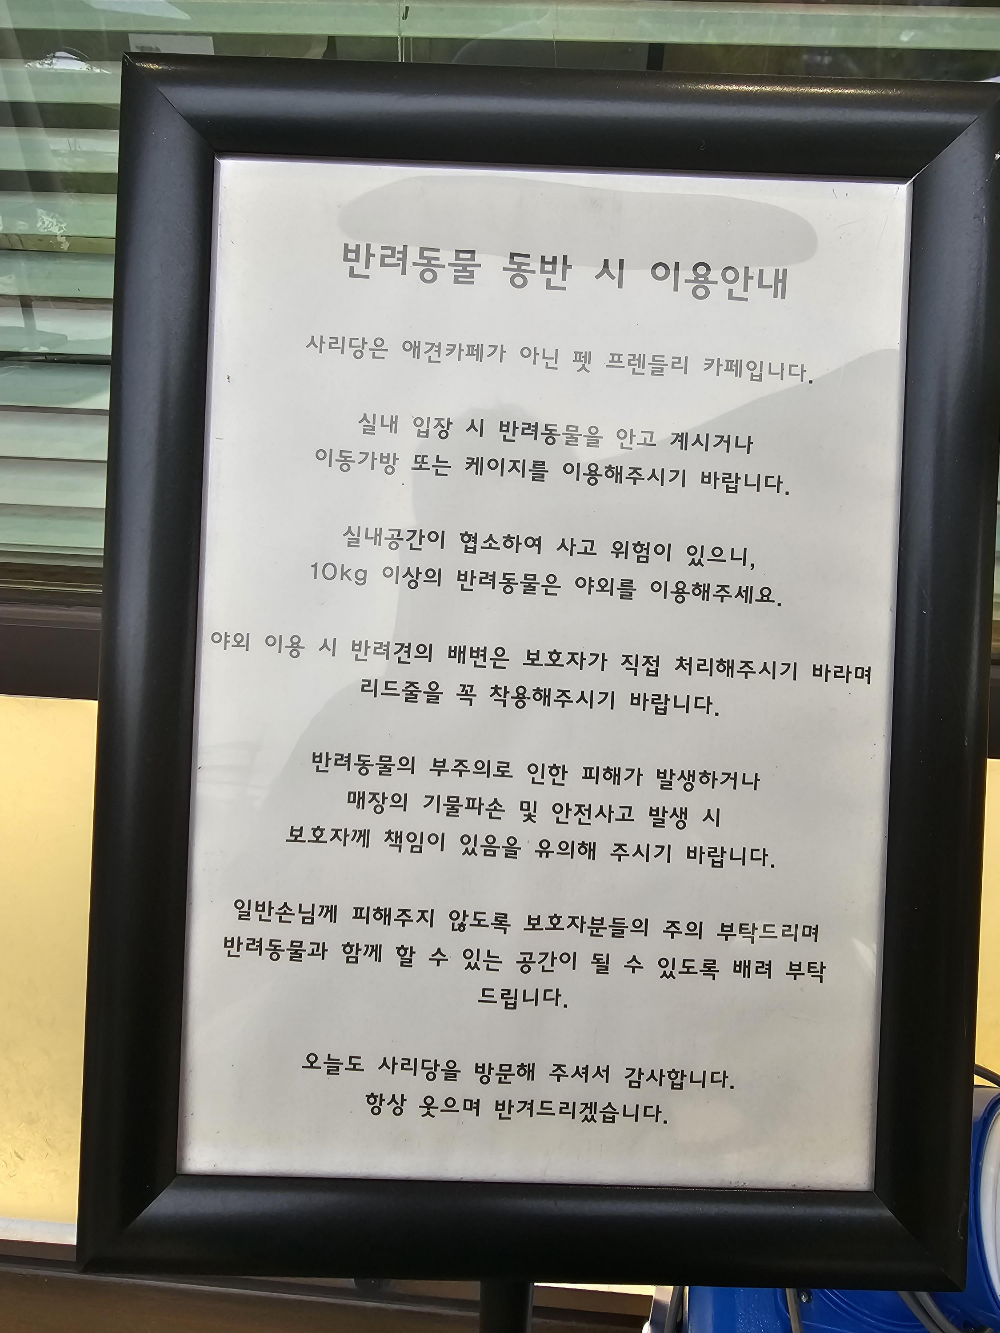 반려동물 동반 시 이용안내
사리당은 애견카페가 아닌 펫 프렌들리 카페입니다.
실내 입장 시 반려동물을 안고 계시거나
이동가방 또는 케이지를 이용해주시기 바랍니다.
실내공간이 협소하여 사고 위험이 있으니,
10kg 이상의 반려동물은 야외를 이용해주세요.
야외 이용 시 반려견의 배변은 보호자가 직접 처리해주시기 바라며
리드줄을 꼭 착용해주시기 바랍니다.
반려동물의 부주의로 인한 피해가 발생하거나
매장의 기물파손 및 안전사고 발생 시
보호자께 책임이 있음을 유의해 주시기 바랍니다.
일반손님께 피해주지 않도록 보호자분들의 주의 부탁드리며
반려동물과 함께 할 수 있는 공간이 될 수 있도록 배려 부탁
드립니다.
오늘도 사리당을 방문해 주셔서 감사합니다.
항상 웃으며 반겨드리겠습니다.